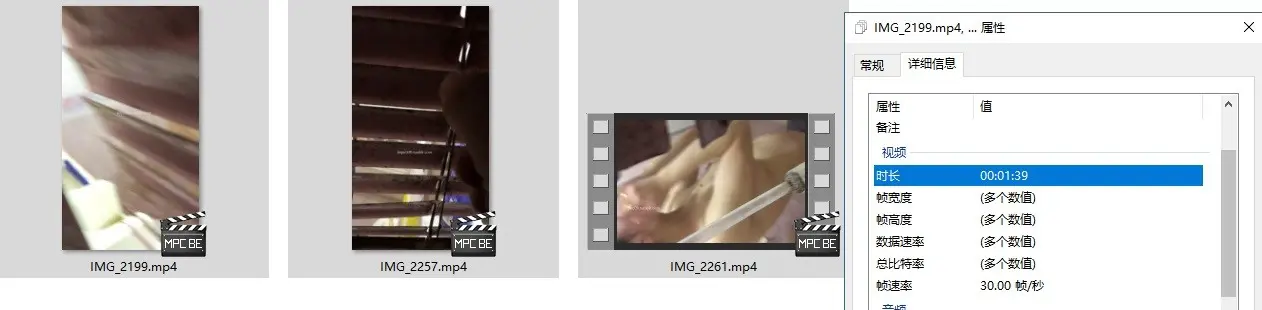 IMG_2199.mp4, ... 属性
常规
详细信息
属性
值
备注
视频
时长
00:01:39
帧宽度
(多个数值)
帧高度
(多个数值)
数据速率
(多个数值)
总比特率
(多个数值)
帧速率
30.00 帧/秒
MPC BE
MPC BE
MPC BE
IMG_2199.mp4
IMG_2257.mp4
IMG_2261.mp4